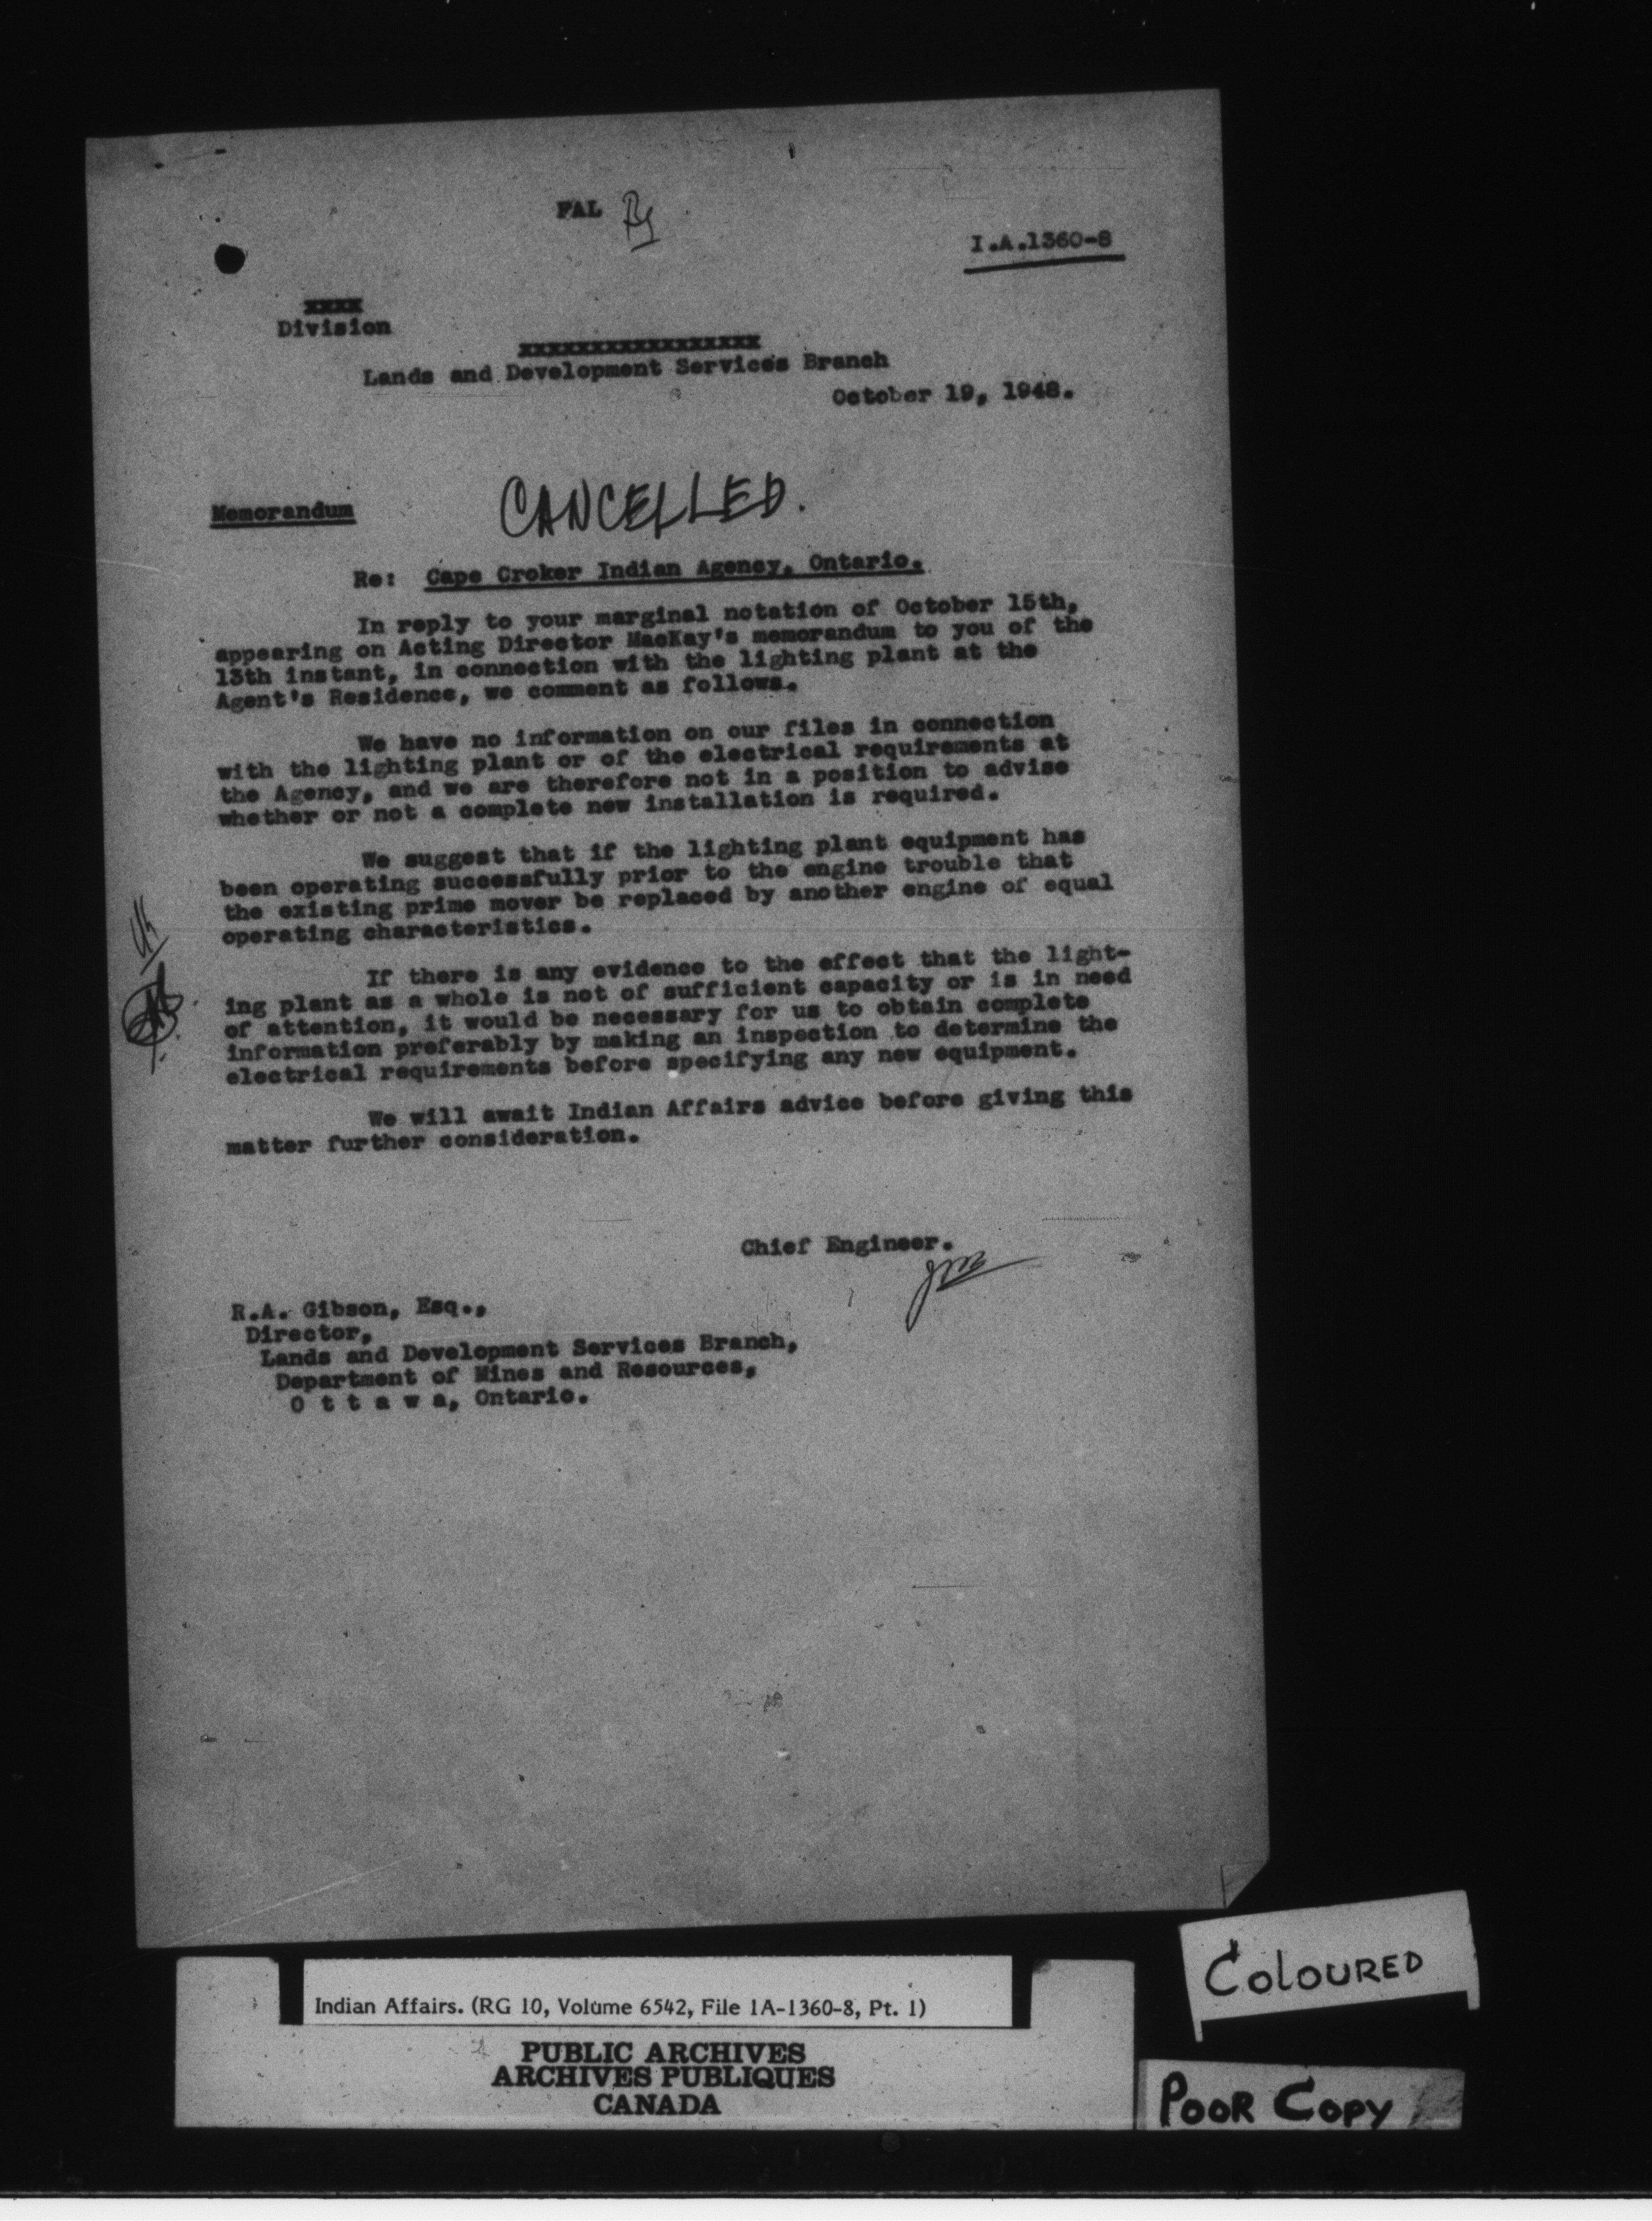 FAL
I.A.1360-8
xxxx
Division
xxxxxxxxxxxxxxxxx
Lands and Development Services Branch
October 19, 1948.
Memorandum
CANCELLED.
Re: Cape Croker Indian Agency, Ontario.
In reply to your marginal notation of October 15th,
appearing on Acting Director MacKay's memorandum to you of the
13th instant, in connection with the lighting plant at the
Agent's Residence, we comment as follows.
We have no information on our files in connection
with the lighting plant or of the electrical requirements at
the Agency, and we are therefore not in a position to advise
whether or not a complete new installation is required.
We suggest that if the lighting plant equipment has
been operating successfully prior to the engine trouble that
the existing prime mover be replaced by another engine of equal
operating characteristics.
If there is any evidence to the effect that the light-
ing plant as a whole is not of sufficient capacity or is in need
of attention, it would be necessary for us to obtain complete
information preferably by making an inspection to determine the
electrical requirements before specifying any new equipment.
We will await Indian Affairs advice before giving this
matter further consideration.
Chief Engineer.
R.A. Gibson, Esq.,
Director,
Lands and Development Services Branch,
Department of Mines and Resources,
O t t a w a, Ontario.
COLOURED
Indian Affairs. (RG 10, Volume 6542, File 1A-1360-8, Pt. 1)
PUBLIC ARCHIVES
ARCHIVES PUBLIQUES
CANADA
POOR COPY